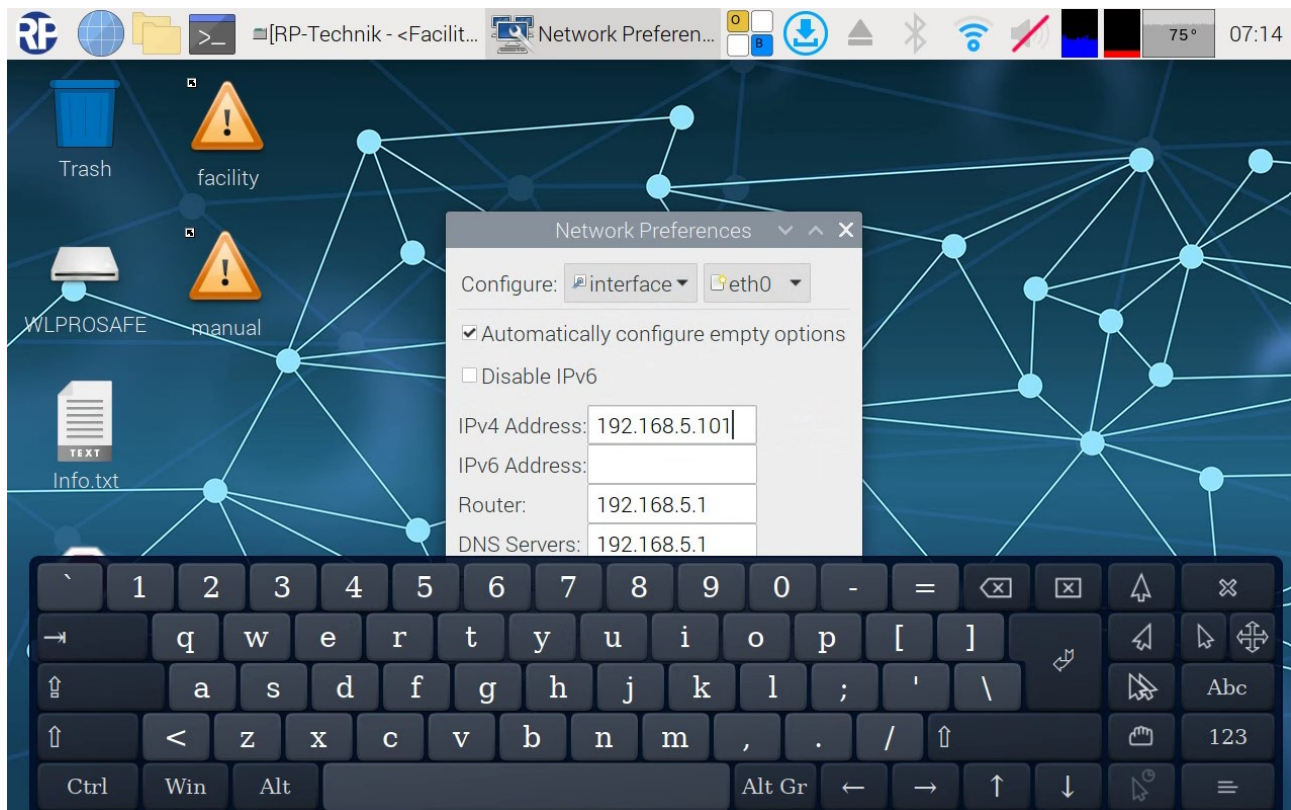 RP >_ [RP-Technik - <Facilit... Network Preferen... O B 75° 07:14
Trash
facility
WLPROSAFE
manual
TEXT
Info.txt
Network Preferences
Configure: interface eth0
Automatically configure empty options
Disable IPv6
IPv4 Address: 192.168.5.101
IPv6 Address:
Router: 192.168.5.1
DNS Servers: 192.168.5.1
` 1 2 3 4 5 6 7 8 9 0 - =
q w e r t y u i o p [ ]
a s d f g h j k l ; ' \ Abc
< z x c v b n m , . / 123
Ctrl Win Alt Alt Gr ← → ↑ ↓